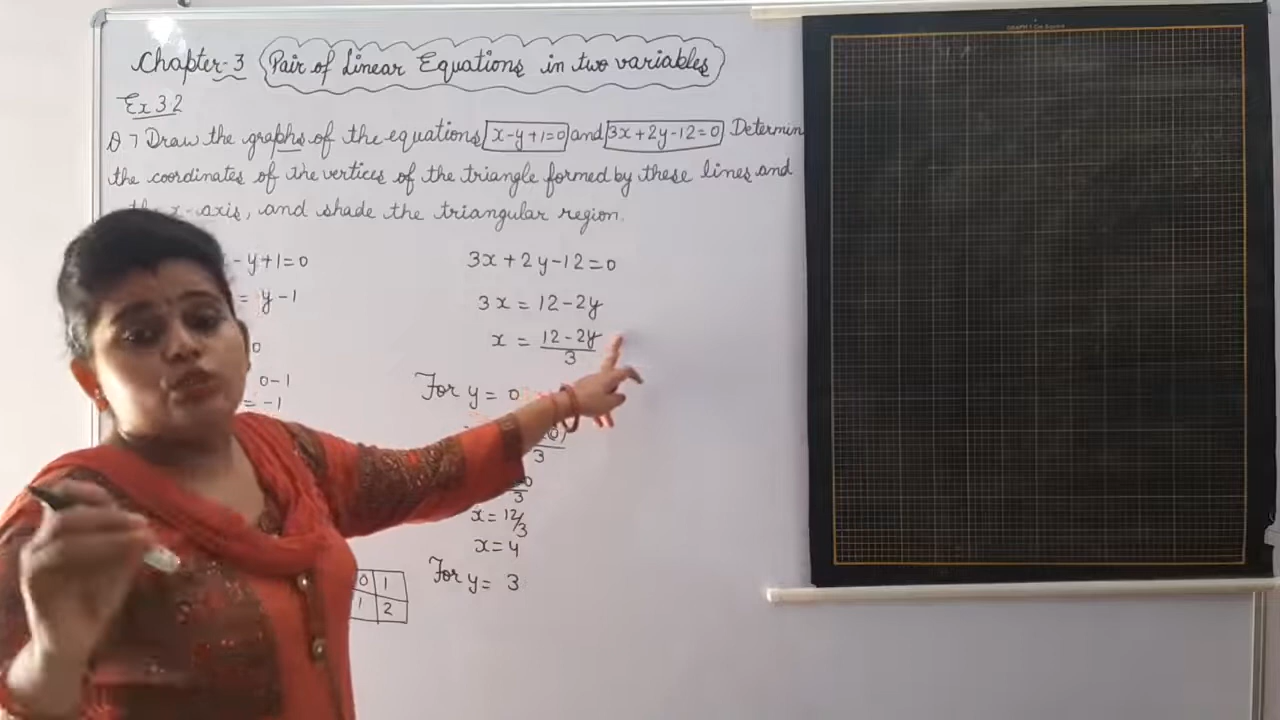 Chapter-3 Pair of Linear Equations in two variables
Ex 3.2
Q 7 Draw the graphs of the equations x-y+1=0 and 3x+2y-12=0 Determin
the coordinates of the vertices of the triangle formed by these lines and
x-axis, and shade the triangular region.
- y+1=0
= y-1
0
0-1
= -1
0 1
1 2
3x+2y-12=0
3x = 12-2y
x = 12-2y
3
For y = 0
3
3
x = 12/3
x=4
For y = 3